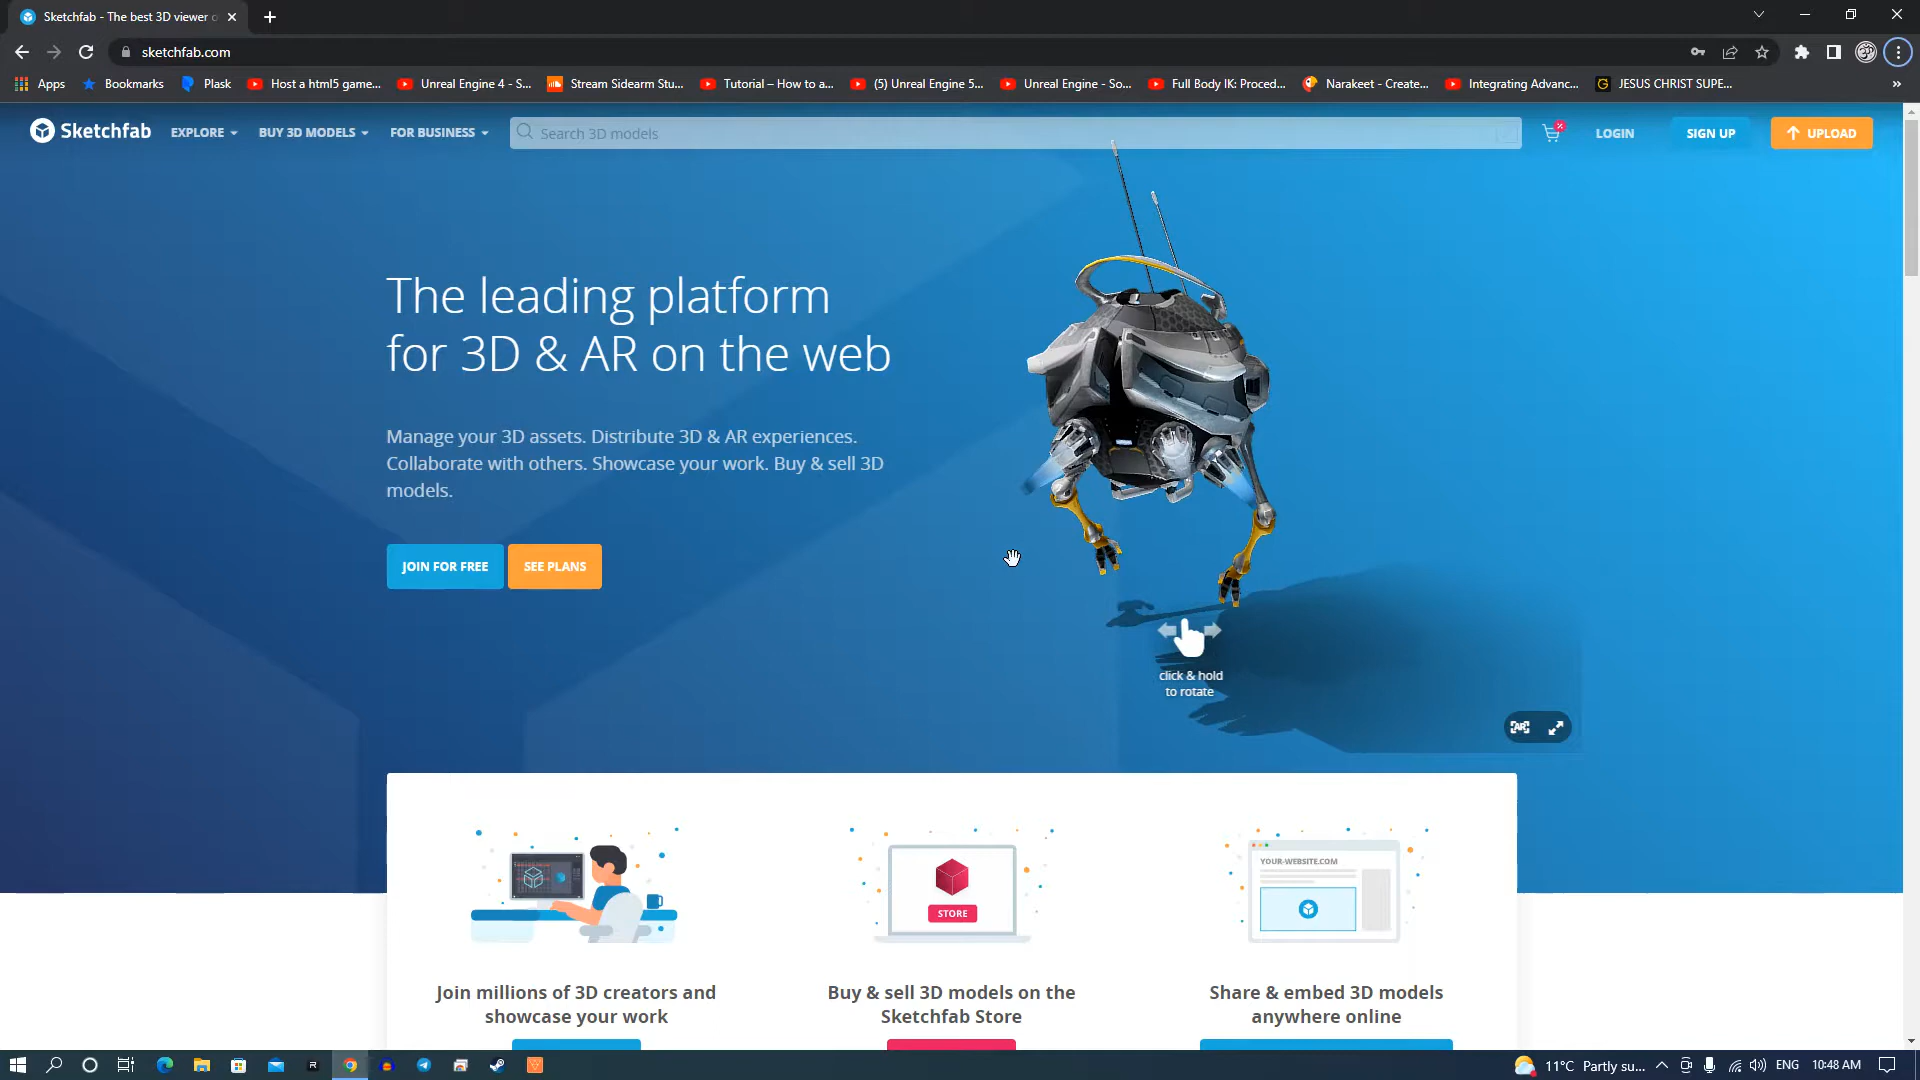 Sketchfab - The best 3D viewer o
sketchfab.com
Apps Bookmarks Plask Host a html5 game... Unreal Engine 4 - S... Stream Sidearm Stu... Tutorial – How to a... (5) Unreal Engine 5... Unreal Engine - So... Full Body IK: Proced... Narakeet - Create... Integrating Advanc... JESUS CHRIST SUPE...
Sketchfab EXPLORE BUY 3D MODELS FOR BUSINESS Search 3D models LOGIN SIGN UP UPLOAD
The leading platform
for 3D & AR on the web
Manage your 3D assets. Distribute 3D & AR experiences.
Collaborate with others. Showcase your work. Buy & sell 3D
models.
JOIN FOR FREE SEE PLANS
click & hold
to rotate
AR
YOUR-WEBSITE.COM
STORE
Join millions of 3D creators and
showcase your work
Buy & sell 3D models on the
Sketchfab Store
Share & embed 3D models
anywhere online
11°C Partly su... ENG 10:48 AM